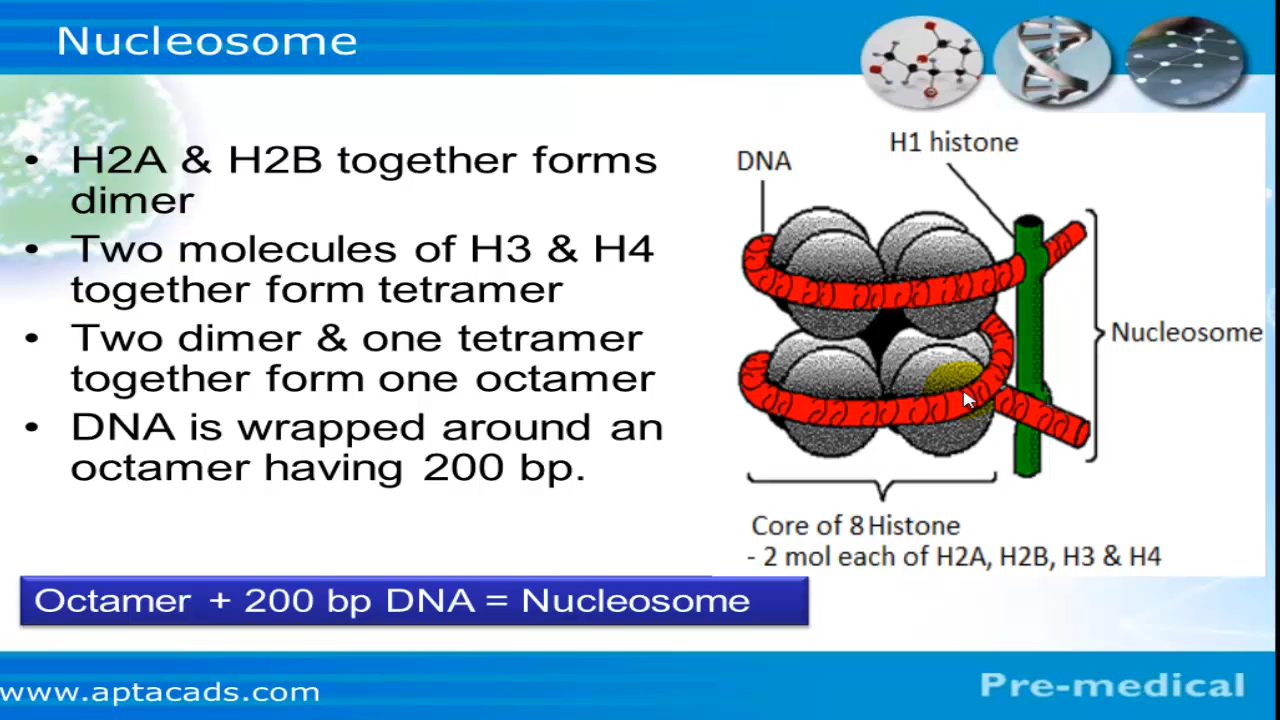 Nucleosome
• H2A & H2B together forms
dimer
• Two molecules of H3 & H4
together form tetramer
• Two dimer & one tetramer
together form one octamer
• DNA is wrapped around an
octamer having 200 bp.
Octamer + 200 bp DNA = Nucleosome
DNA
H1 histone
Nucleosome
Core of 8 Histone
- 2 mol each of H2A, H2B, H3 & H4
www.aptacads.com
Pre-medical